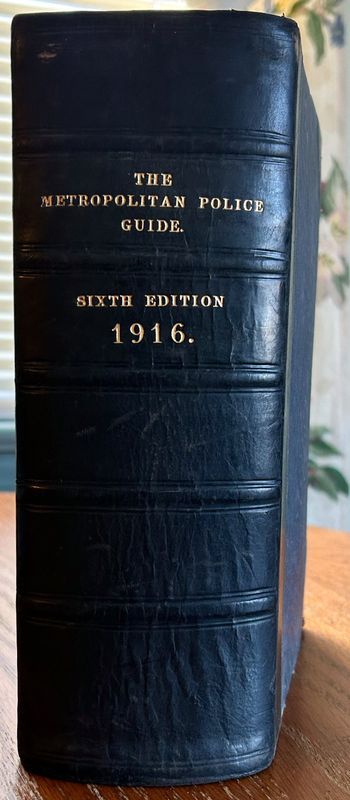 THE
METROPOLITAN POLICE
GUIDE.
SIXTH EDITION
1916.